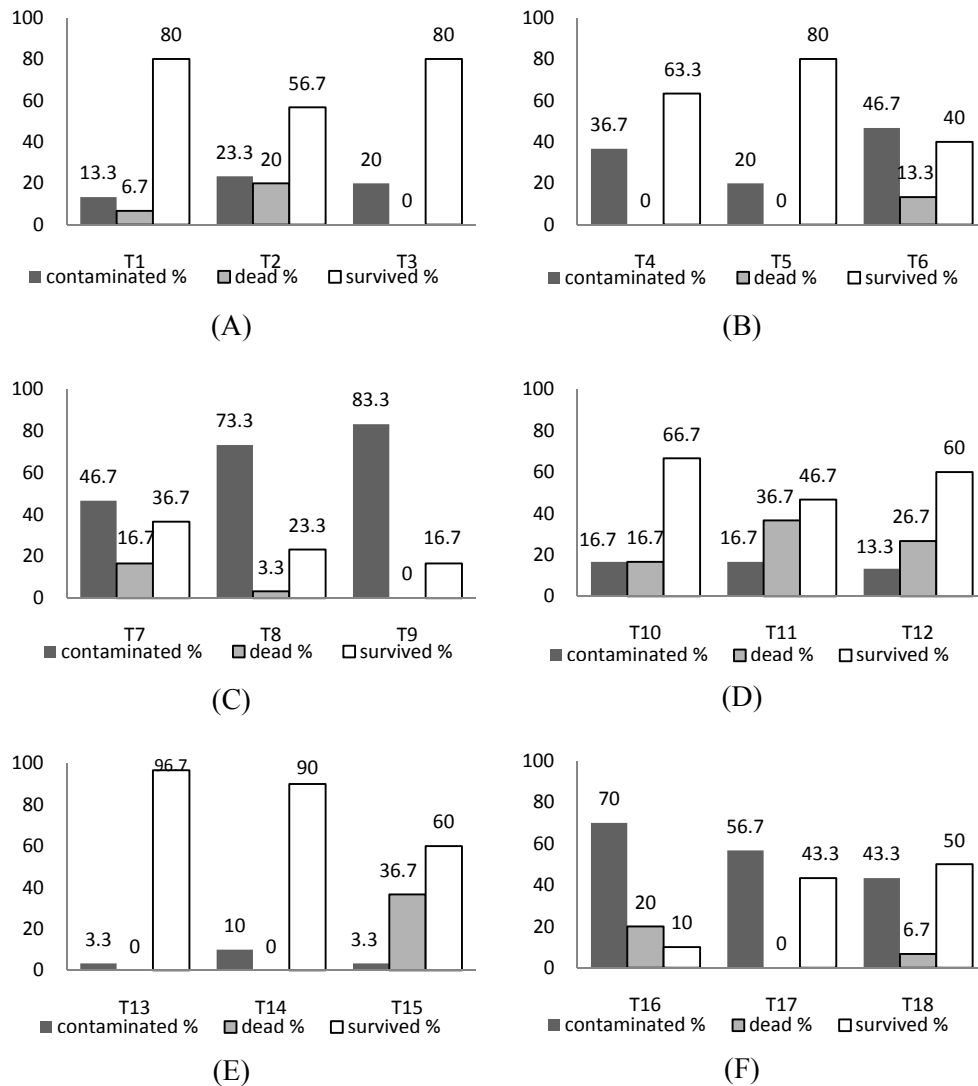 100
80
60
40
20
0
13.3
6.7
80
23.3
20
56.7
20
0
80
T1
T2
T3
contaminated %
dead %
survived %
(A)
100
80
60
40
20
0
36.7
0
63.3
20
0
80
46.7
13.3
40
T4
T5
T6
contaminated %
dead %
survived %
(B)
100
80
60
40
20
0
46.7
16.7
36.7
73.3
3.3
23.3
83.3
0
16.7
T7
T8
T9
contaminated %
dead %
survived %
(C)
100
80
60
40
20
0
16.7
16.7
66.7
16.7
36.7
46.7
13.3
26.7
60
T10
T11
T12
contaminated %
dead %
survived %
(D)
100
80
60
40
20
0
3.3
0
96.7
10
0
90
3.3
36.7
60
T13
T14
T15
contaminated %
dead %
survived %
(E)
100
80
60
40
20
0
70
20
10
56.7
0
43.3
43.3
6.7
50
T16
T17
T18
contaminated %
dead %
survived %
(F)